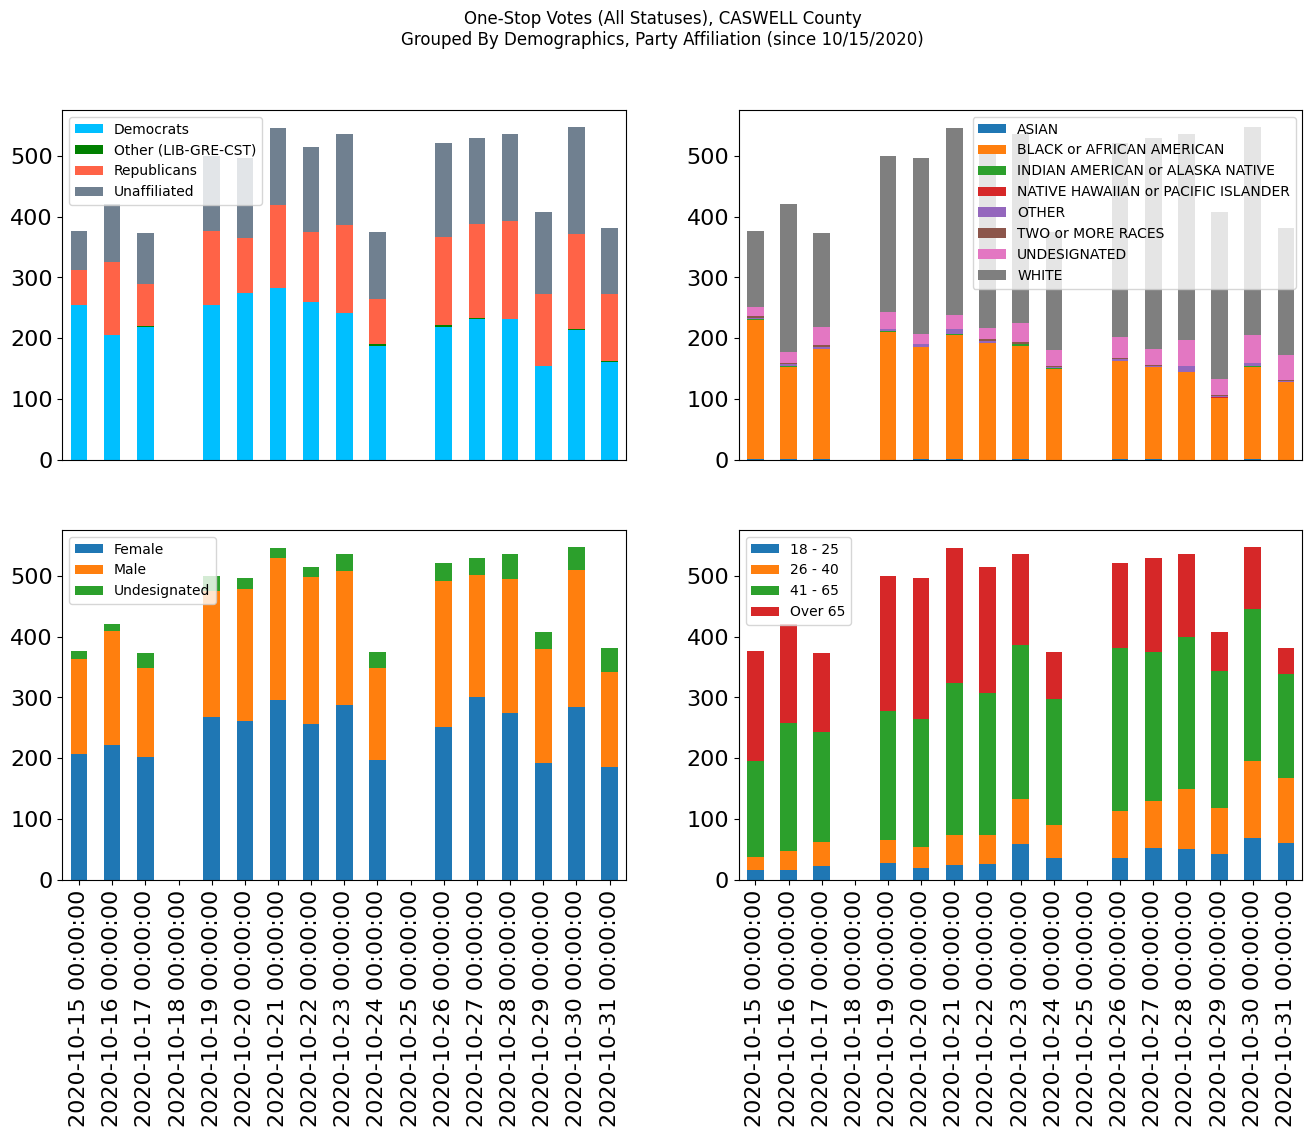 One-Stop Votes (All Statuses), CASWELL County
Grouped By Demographics, Party Affiliation (since 10/15/2020)
Democrats
Other (LIB-GRE-CST)
Republicans
Unaffiliated
500
400
300
200
100
0
ASIAN
BLACK or AFRICAN AMERICAN
INDIAN AMERICAN or ALASKA NATIVE
NATIVE HAWAIIAN or PACIFIC ISLANDER
OTHER
TWO or MORE RACES
UNDESIGNATED
WHITE
500
400
300
200
100
0
Female
Male
Undesignated
500
400
300
200
100
0
2020-10-15 00:00:00
2020-10-16 00:00:00
2020-10-17 00:00:00
2020-10-18 00:00:00
2020-10-19 00:00:00
2020-10-20 00:00:00
2020-10-21 00:00:00
2020-10-22 00:00:00
2020-10-23 00:00:00
2020-10-24 00:00:00
2020-10-25 00:00:00
2020-10-26 00:00:00
2020-10-27 00:00:00
2020-10-28 00:00:00
2020-10-29 00:00:00
2020-10-30 00:00:00
2020-10-31 00:00:00
18 - 25
26 - 40
41 - 65
Over 65
500
400
300
200
100
0
2020-10-15 00:00:00
2020-10-16 00:00:00
2020-10-17 00:00:00
2020-10-18 00:00:00
2020-10-19 00:00:00
2020-10-20 00:00:00
2020-10-21 00:00:00
2020-10-22 00:00:00
2020-10-23 00:00:00
2020-10-24 00:00:00
2020-10-25 00:00:00
2020-10-26 00:00:00
2020-10-27 00:00:00
2020-10-28 00:00:00
2020-10-29 00:00:00
2020-10-30 00:00:00
2020-10-31 00:00:00